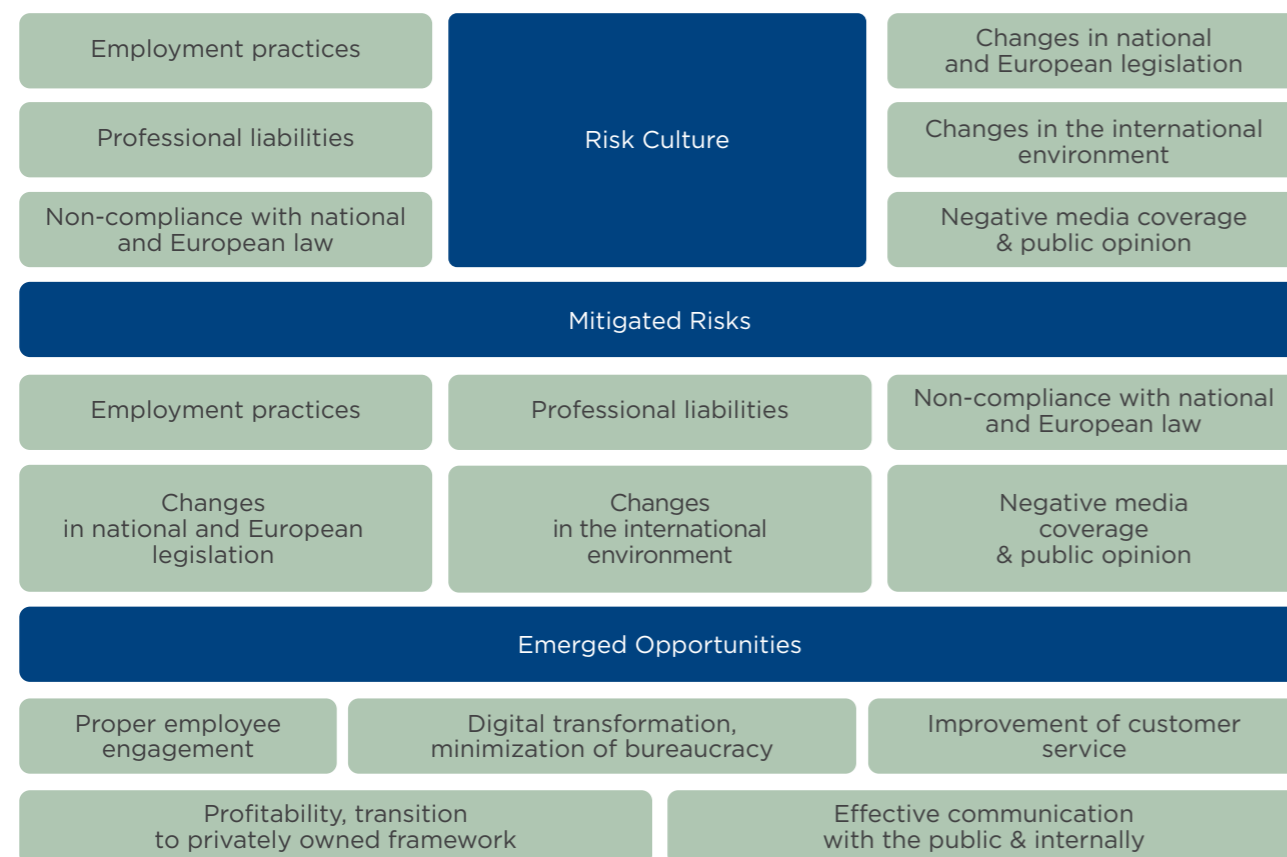 Employment practices
Professional liabilities
Non-compliance with national
and European law
Risk Culture
Changes in national
and European legislation
Changes in the international
environment
Negative media coverage
& public opinion
Mitigated Risks
Employment practices
Professional liabilities
Non-compliance with national
and European law
Changes
in national and European
legislation
Changes
in the international
environment
Negative media
coverage
& public opinion
Emerged Opportunities
Proper employee
engagement
Digital transformation,
minimization of bureaucracy
Improvement of customer
service
Profitability, transition
to privately owned framework
Effective communication
with the public & internally